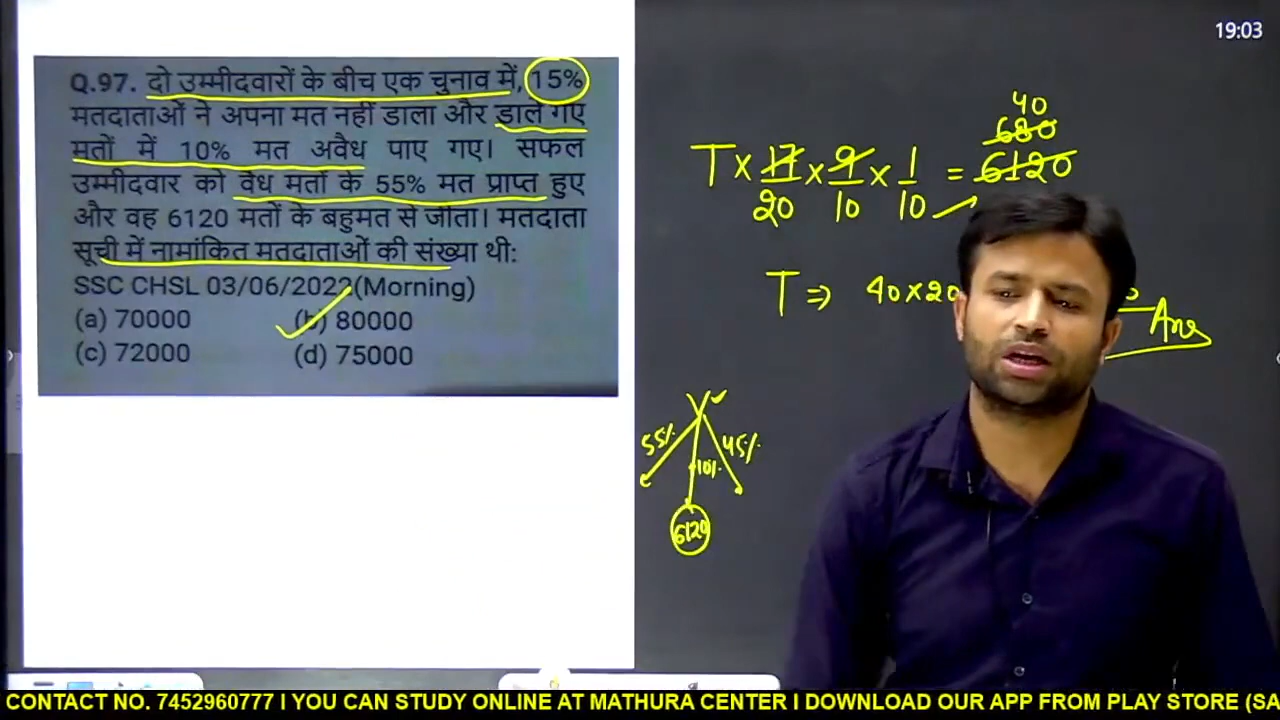 19:03
Q.97. दो उम्मीदवारों के बीच एक चुनाव में, 15%
मतदाताओं ने अपना मत नहीं डाला और डाले गए
मतों में 10% मत अवैध पाए गए। सफल
उम्मीदवार को वैध मतों के 55% मत प्राप्त हुए
और वह 6120 मतों के बहुमत से जीता। मतदाता
सूची में नामांकित मतदाताओं की संख्या थी:
SSC CHSL 03/06/2022(Morning)
(a) 70000 (b) 80000
(c) 72000 (d) 75000
40
680
T × 17/20 × 9/10 × 1/10 = 6120
T ⇒ 40×20
Ans
55% 10% 45%
6120
CONTACT NO. 7452960777 I YOU CAN STUDY ONLINE AT MATHURA CENTER I DOWNLOAD OUR APP FROM PLAY STORE (SA